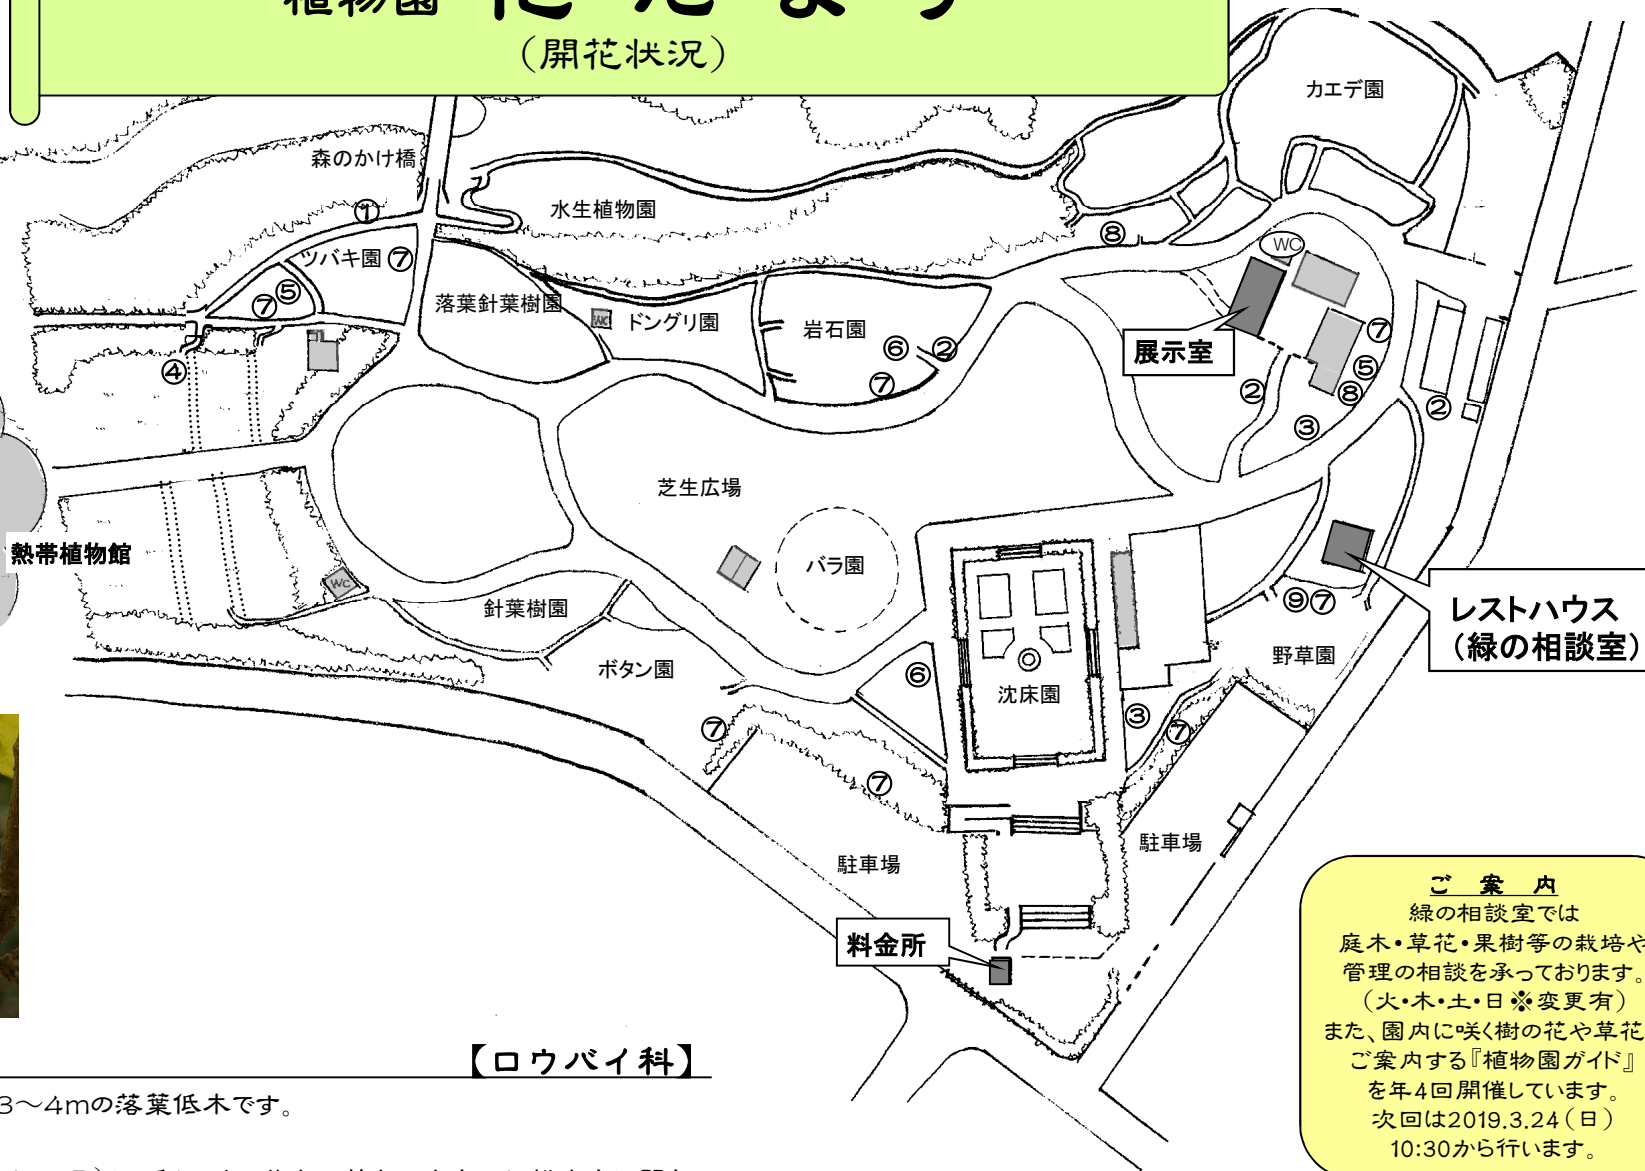 植物園
（開花状況）
カエデ園
森のかけ橋
①
水生植物園
⑧
WC
ツバキ園 ⑦
⑤
⑦
落葉針葉樹園
WC
ドングリ園
岩石園
⑥ ②
⑦
④
展示室
⑦
⑤
⑧
②
②
③
芝生広場
熱帯植物館
バラ園
WC
針葉樹園
⑨⑦
レストハウス
（緑の相談室）
ボタン園
野草園
⑥
◎
沈床園
③
⑦
⑦
⑦
駐車場
駐車場
料金所
ご 案 内
緑の相談室では
庭木・草花・果樹等の栽培や
管理の相談を承っております。
（火・木・土・日※変更有）
また、園内に咲く樹の花や草花
ご案内する『植物園ガイド』
を年4回開催しています。
次回は2019.3.24（日）
10:30から行います。
【ロウバイ科】
3～4mの落葉低木です。